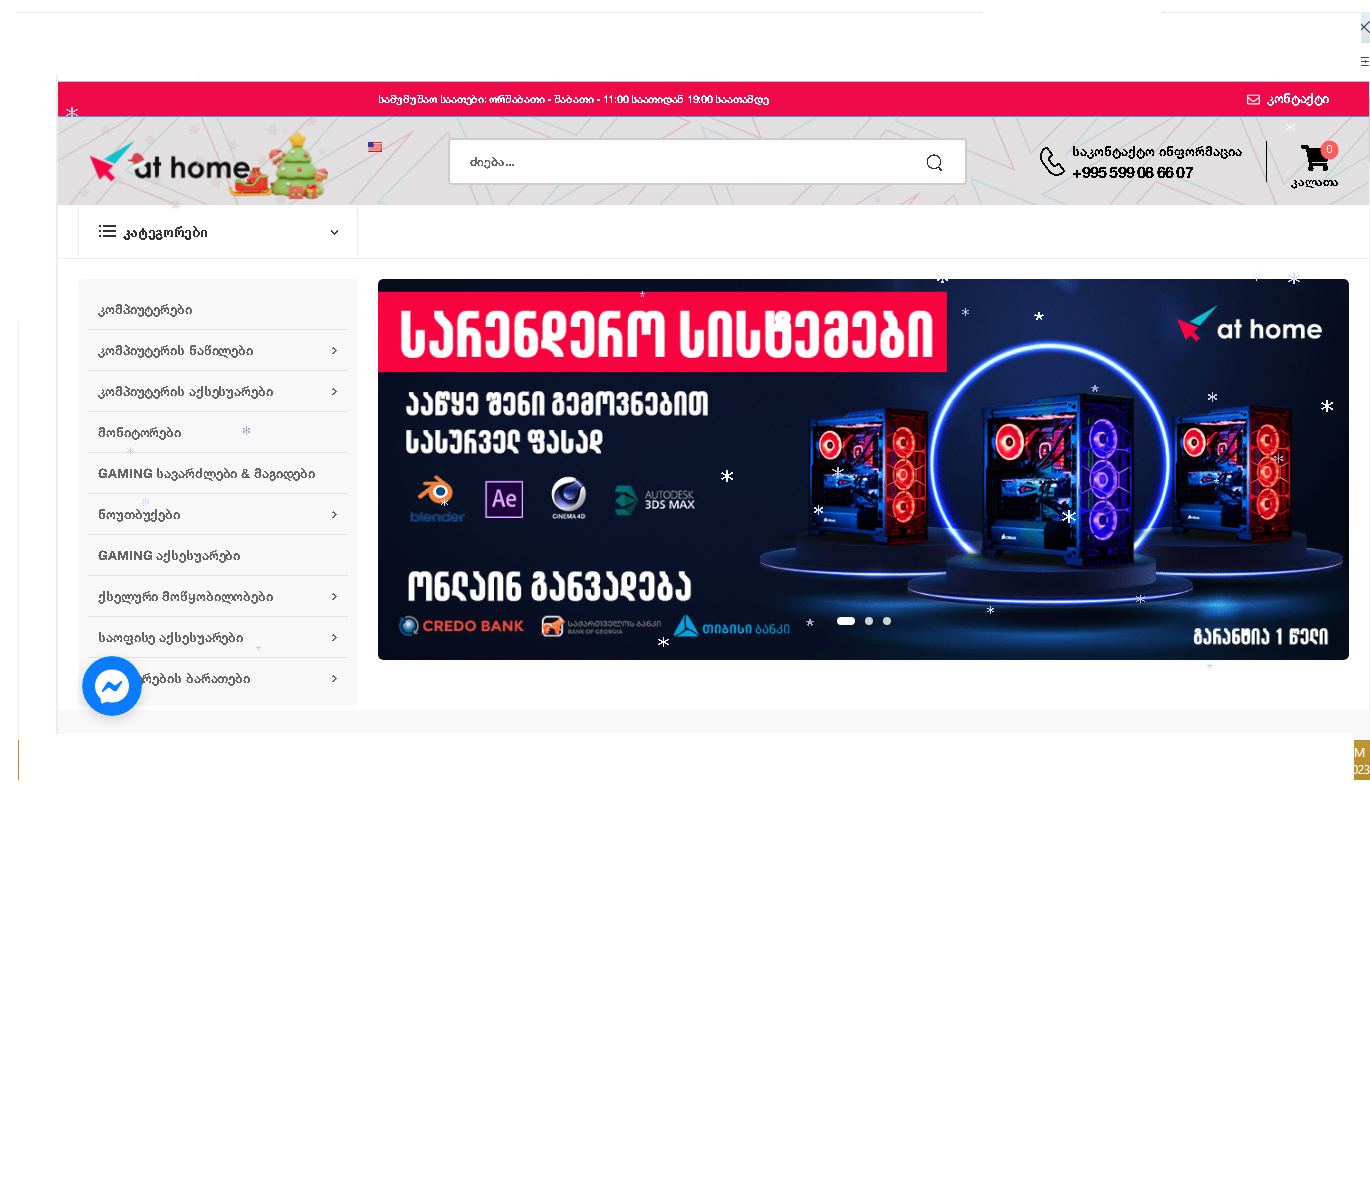 სამუშაო საათები: ორშაბათი - შაბათი - 11:00 საათიდან 19:00 საათამდე
კონტაქტი
at home
ძიება...
საკონტაქტო ინფორმაცია
+995 599 08 66 07
0
კალათა
კატეგორები
კომპიუტერები
კომპიუტერის ნაწილები
კომპიუტერის აქსესუარები
მონიტორები
GAMING სავარძლები & მაგიდები
ნოუთბუქები
GAMING აქსესუარები
ქსელური მოწყობილობები
საოფისე აქსესუარები
რების ბარათები
სარენდერო სისტემები
at home
ააწყე შენი გემოვნებით
სასურველ ფასად
blender
Ae
CINEMA 4D
AUTODESK
3DS MAX
ონლაინ განვადება
CREDO BANK
საქართველოს ბანკი
BANK OF GEORGIA
თიბისი ბანკი
გარანტია 1 წელი
M
023